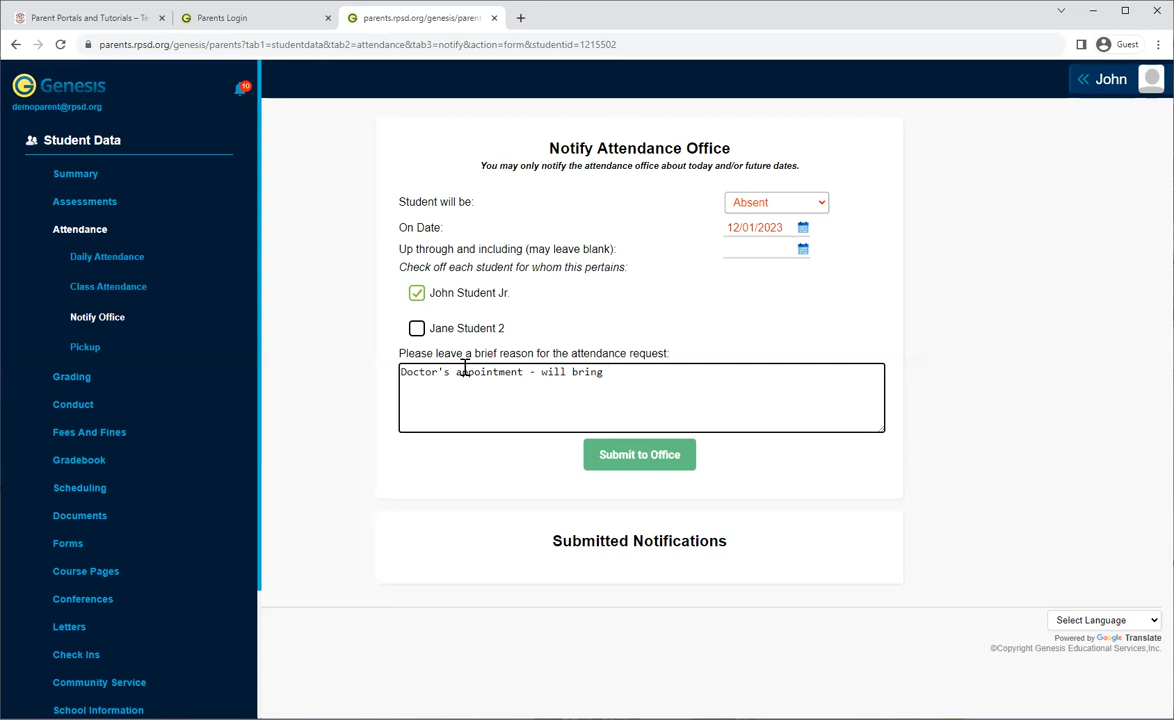 Parent Portals and Tutorials – Te
Parents Login
parents.rpsd.org/genesis/parent
parents.rpsd.org/genesis/parents?tab1=studentdata&tab2=attendance&tab3=notify&action=form&studentid=1215502
Guest
Genesis
10
demoparent@rpsd.org
John
Student Data
Summary
Assessments
Attendance
Daily Attendance
Class Attendance
Notify Office
Pickup
Grading
Conduct
Fees And Fines
Gradebook
Scheduling
Documents
Forms
Course Pages
Conferences
Letters
Check Ins
Community Service
School Information
Notify Attendance Office
You may only notify the attendance office about today and/or future dates.
Student will be:
Absent
On Date:
12/01/2023
Up through and including (may leave blank):
Check off each student for whom this pertains:
John Student Jr.
Jane Student 2
Please leave a brief reason for the attendance request:
Doctor's appointment - will bring
Submit to Office
Submitted Notifications
Select Language
Powered by Google Translate
©Copyright Genesis Educational Services,Inc.